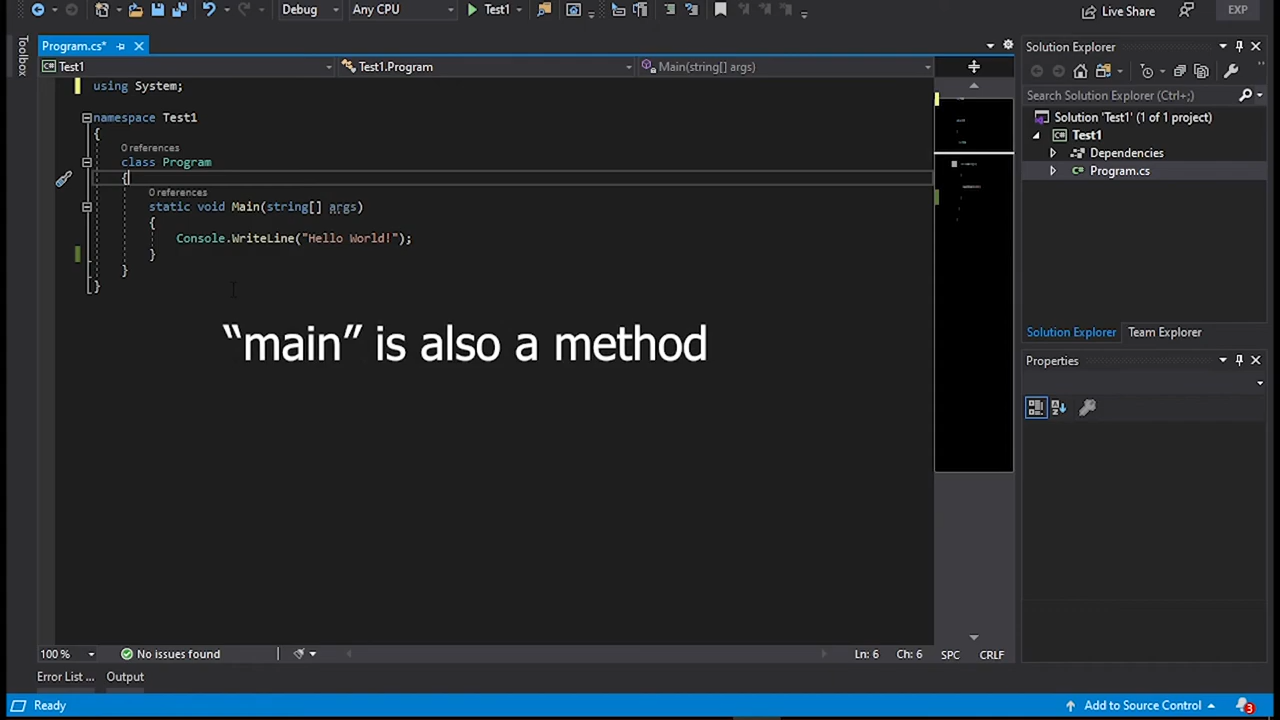 Debug Any CPU Test1 Live Share EXP
Toolbox
Program.cs*
Test1 Test1.Program Main(string[] args)
using System;
namespace Test1
{
0 references
class Program
{
0 references
static void Main(string[] args)
{
Console.WriteLine("Hello World!");
}
}
}
“main” is also a method
100 % No issues found Ln: 6 Ch: 6 SPC CRLF
Error List ... Output
Ready Add to Source Control 3
Solution Explorer
Search Solution Explorer (Ctrl+;)
Solution 'Test1' (1 of 1 project)
C# Test1
Dependencies
C# Program.cs
Solution Explorer Team Explorer
Properties